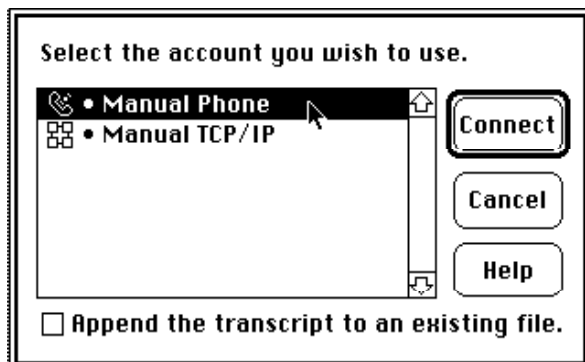 Select the account you wish to use.
• Manual Phone
• Manual TCP/IP
Connect
Cancel
Help
Append the transcript to an existing file.